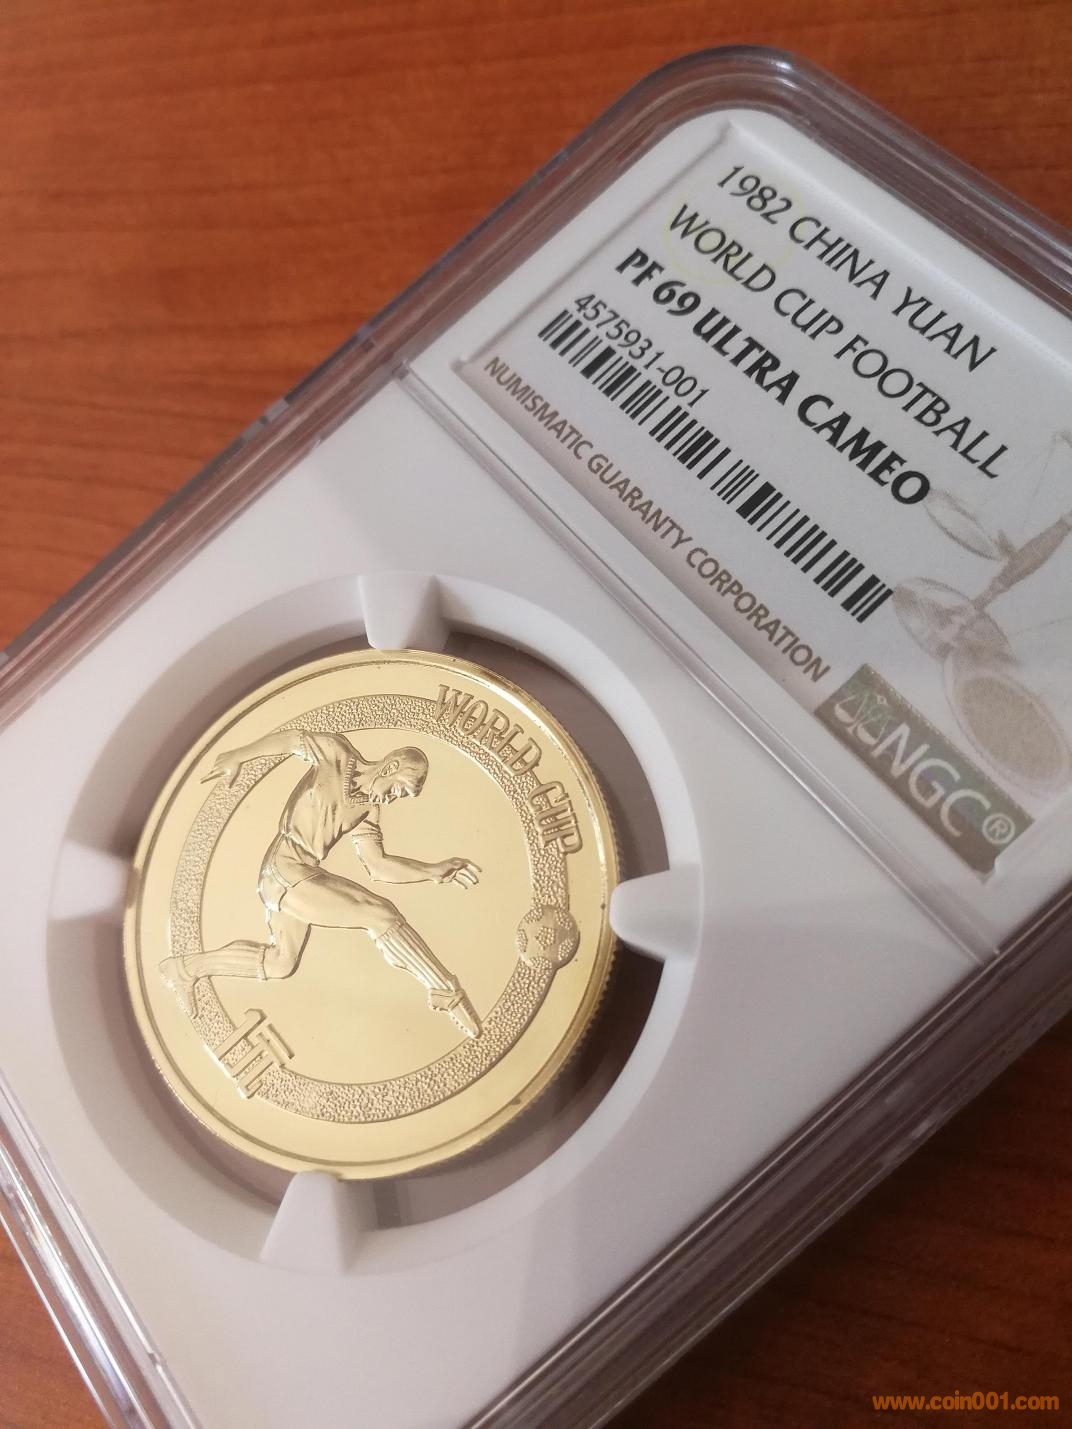 1982 CHINA YUAN
WORLD CUP FOOTBALL
PF 69 ULTRA CAMEO
4575931-001
NUMISMATIC GUARANTY CORPORATION
NGC®
WORLD-CUP
1元
www.coin001.com